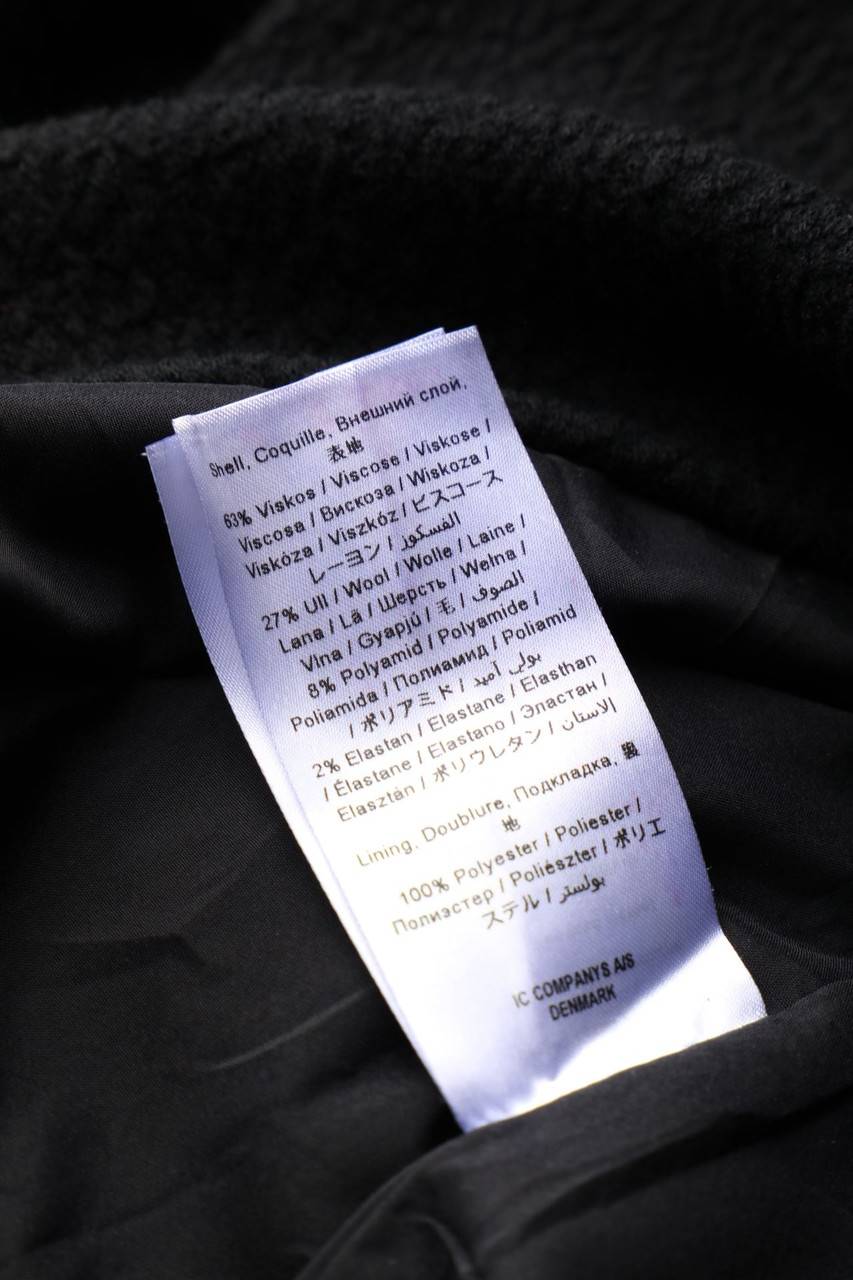 Shell, Coquille, Внешний слой,
表地
63% Viskos / Viscose / Viskose /
Viscosa / Вискоза / Wiskoza /
Viskóza / Viszkóz / ビスコース
レーヨン / الفسكوز
27% Ull / Wool / Wolle / Laine /
Lana / Lã / Шерсть / Wełna /
Vlna / Gyapjú / 毛 / الصوف
8% Polyamid / Polyamide /
Poliamida / Полиамид / Poliamid
/ ポリアミド / بولي أميد
2% Elastan / Elastane / Elasthan
/ Élastane / Elastano / Эластан /
Elasztán / ポリウレタン / الاستان
Lining, Doublure, Подкладка, 裏
地
100% Polyester / Poliester /
Полиэстер / Poliészter / ポリエ
ステル / بولستر
IC COMPANYS A/S
DENMARK